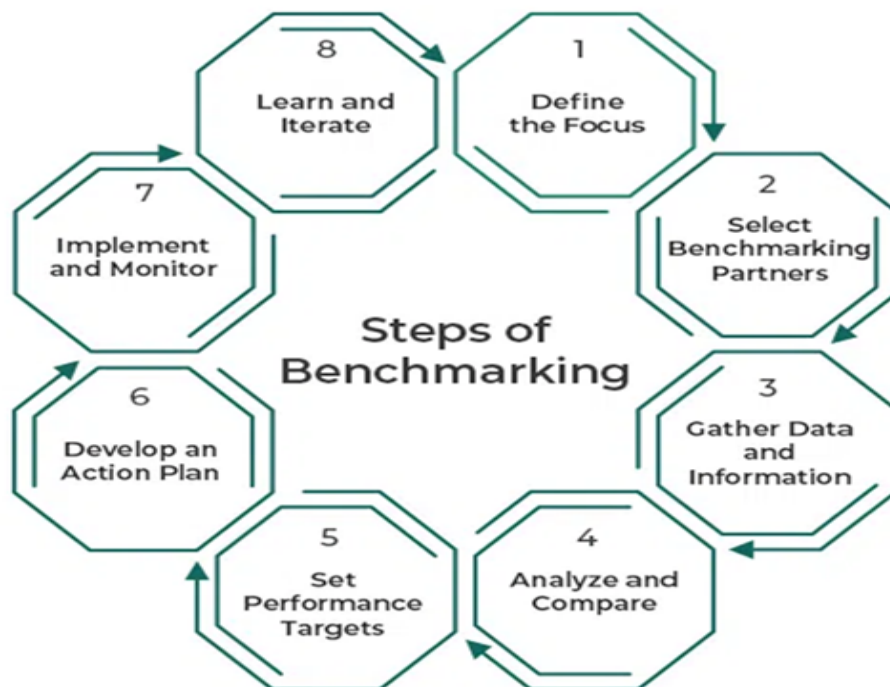 Steps of
Benchmarking
1
Define
the Focus
2
Select
Benchmarking
Partners
3
Gather Data
and
Information
4
Analyze and
Compare
5
Set
Performance
Targets
6
Develop an
Action Plan
7
Implement
and Monitor
8
Learn and
Iterate